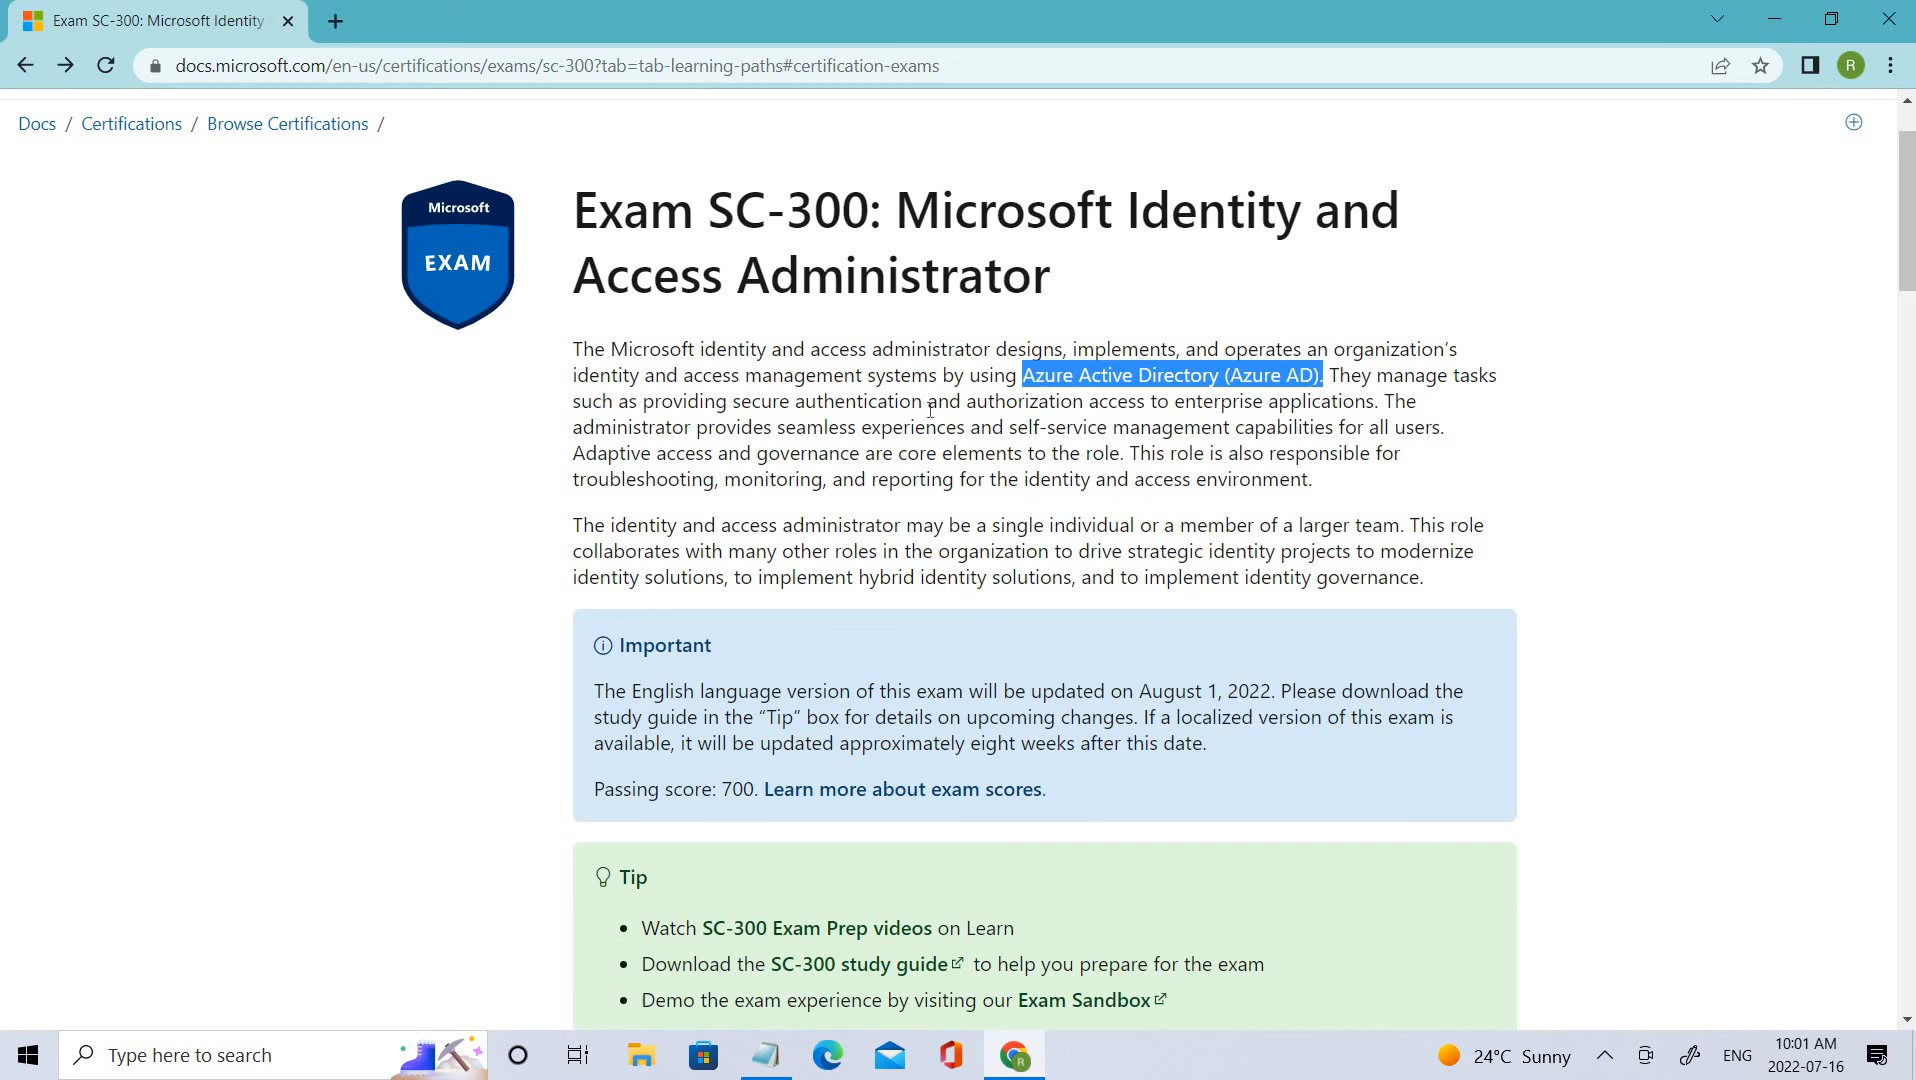 Exam SC-300: Microsoft Identity
docs.microsoft.com/en-us/certifications/exams/sc-300?tab=tab-learning-paths#certification-exams
R
Docs / Certifications / Browse Certifications /
Microsoft
EXAM
Exam SC-300: Microsoft Identity and
Access Administrator
The Microsoft identity and access administrator designs, implements, and operates an organization's
identity and access management systems by using Azure Active Directory (Azure AD). They manage tasks
such as providing secure authentication and authorization access to enterprise applications. The
administrator provides seamless experiences and self-service management capabilities for all users.
Adaptive access and governance are core elements to the role. This role is also responsible for
troubleshooting, monitoring, and reporting for the identity and access environment.
The identity and access administrator may be a single individual or a member of a larger team. This role
collaborates with many other roles in the organization to drive strategic identity projects to modernize
identity solutions, to implement hybrid identity solutions, and to implement identity governance.
Important
The English language version of this exam will be updated on August 1, 2022. Please download the
study guide in the “Tip” box for details on upcoming changes. If a localized version of this exam is
available, it will be updated approximately eight weeks after this date.
Passing score: 700. Learn more about exam scores.
Tip
• Watch SC-300 Exam Prep videos on Learn
• Download the SC-300 study guide to help you prepare for the exam
• Demo the exam experience by visiting our Exam Sandbox
Type here to search
R
24°C Sunny
ENG
10:01 AM
2022-07-16